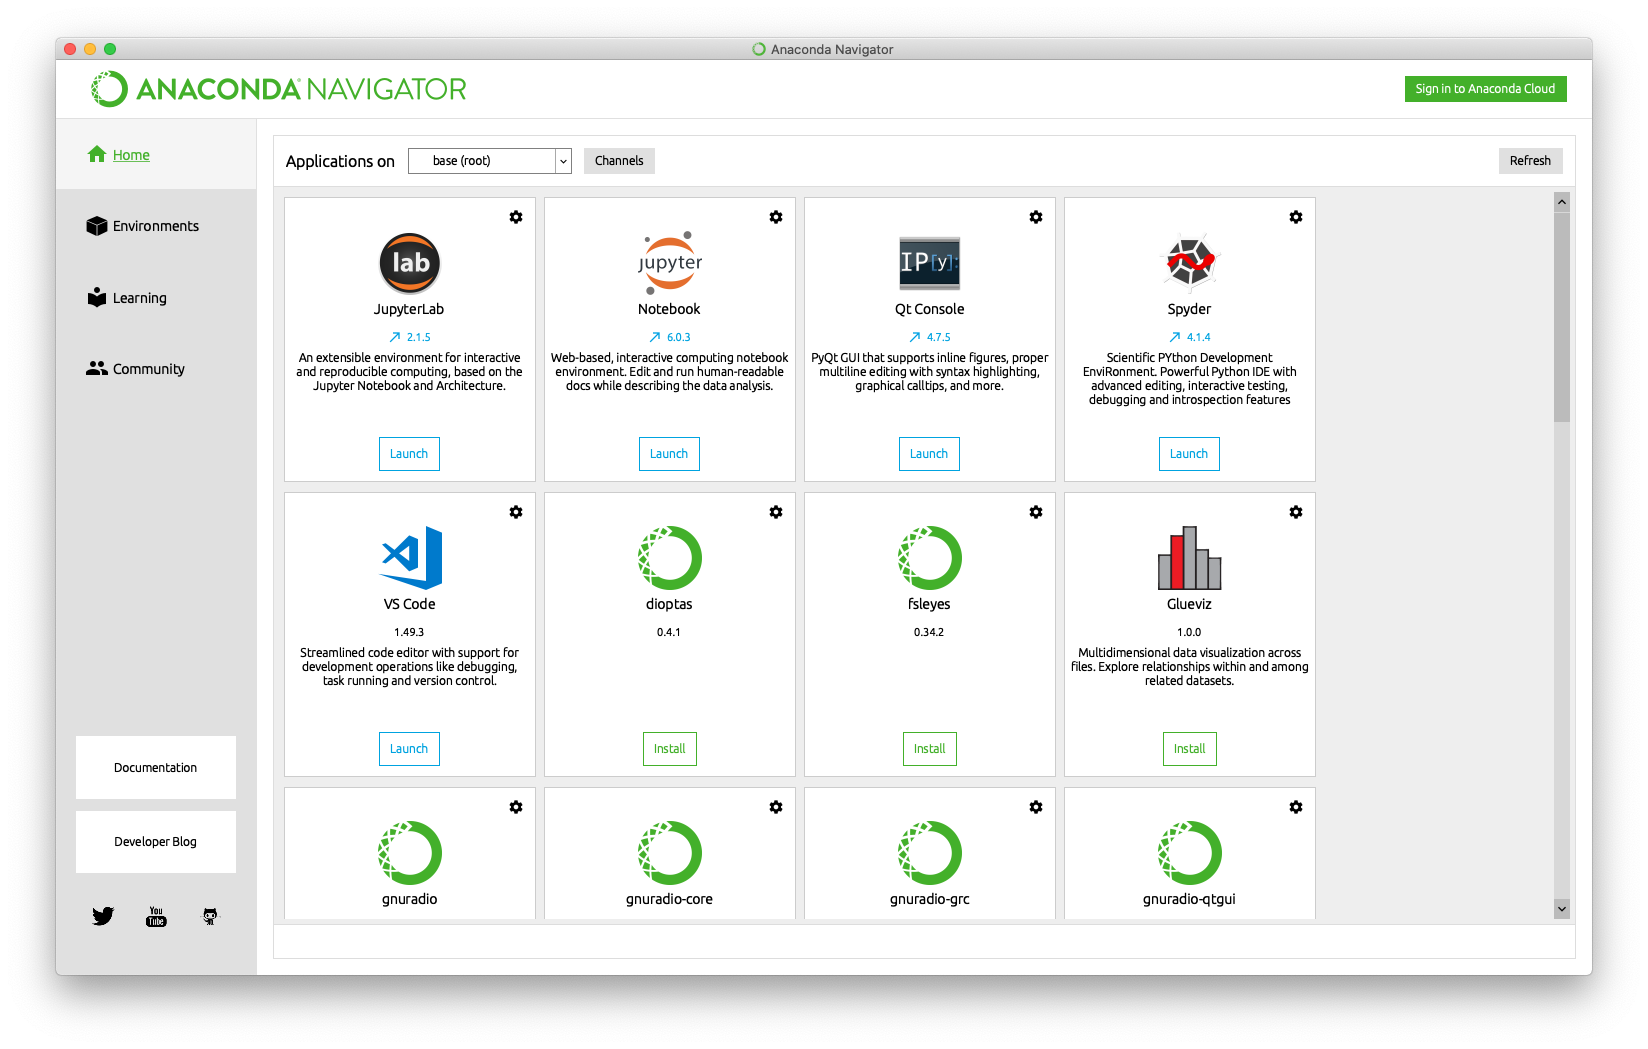 Anaconda Navigator
ANACONDA NAVIGATOR
Sign in to Anaconda Cloud
Home
Environments
Learning
Community
Documentation
Developer Blog
You
Tube
Applications on
base (root)
Channels
Refresh
lab
JupyterLab
2.1.5
An extensible environment for interactive
and reproducible computing, based on the
Jupyter Notebook and Architecture.
Launch
jupyter
Notebook
6.0.3
Web-based, interactive computing notebook
environment. Edit and run human-readable
docs while describing the data analysis.
Launch
IP[y]:
Qt Console
4.7.5
PyQt GUI that supports inline figures, proper
multiline editing with syntax highlighting,
graphical calltips, and more.
Launch
Spyder
4.1.4
Scientific PYthon Development
EnviRonment. Powerful Python IDE with
advanced editing, interactive testing,
debugging and introspection features
Launch
VS Code
1.49.3
Streamlined code editor with support for
development operations like debugging,
task running and version control.
Launch
dioptas
0.4.1
Install
fsleyes
0.34.2
Install
Glueviz
1.0.0
Multidimensional data visualization across
files. Explore relationships within and among
related datasets.
Install
gnuradio
gnuradio-core
gnuradio-grc
gnuradio-qtgui